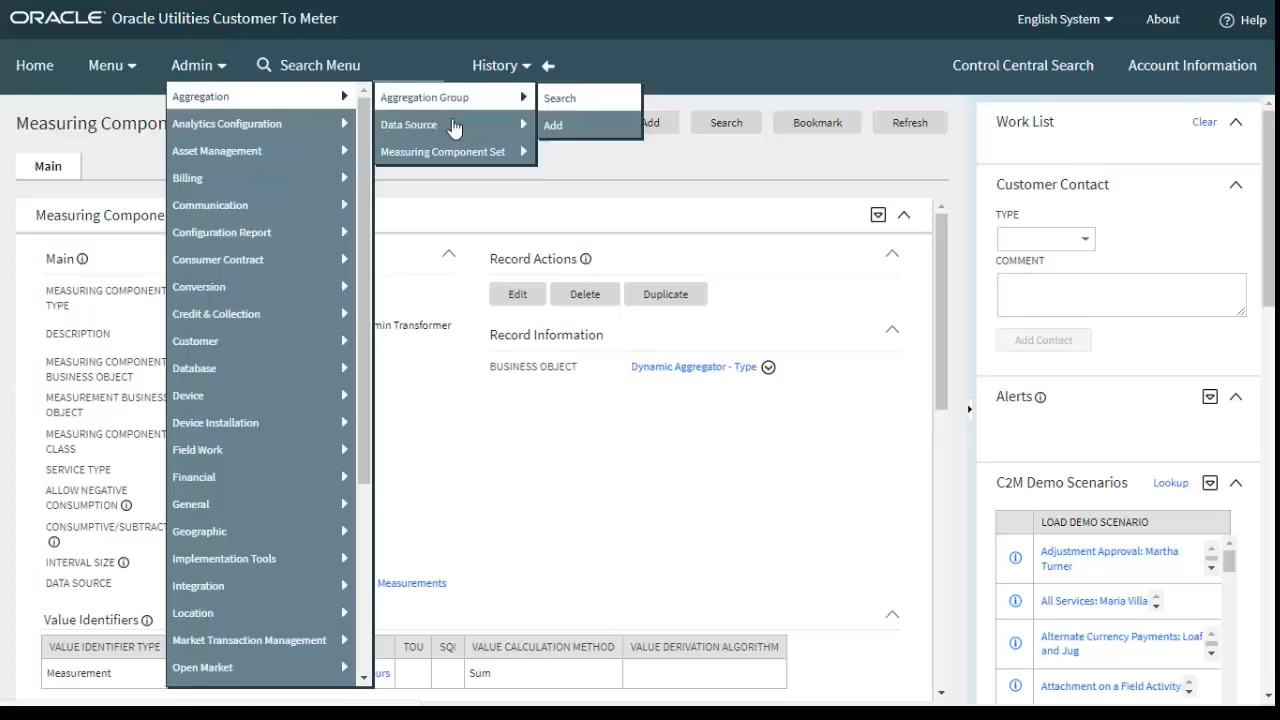 ORACLE Oracle Utilities Customer To Meter
English System About Help
Home Menu Admin Search Menu History Control Central Search Account Information
Aggregation
Analytics Configuration
Asset Management
Billing
Communication
Configuration Report
Consumer Contract
Conversion
Credit & Collection
Customer
Database
Device
Device Installation
Field Work
Financial
General
Geographic
Implementation Tools
Integration
Location
Market Transaction Management
Open Market
Aggregation Group
Data Source
Measuring Component Set
Search
Add
Measuring Compon
Add Search Bookmark Refresh
Main
Measuring Compone
Main
MEASURING COMPONENT
TYPE
DESCRIPTION
min Transformer
MEASURING COMPONENT
BUSINESS OBJECT
MEASUREMENT BUSINESS
OBJECT
MEASURING COMPONENT
CLASS
SERVICE TYPE
ALLOW NEGATIVE
CONSUMPTION
CONSUMPTIVE/SUBTRACT
INTERVAL SIZE
DATA SOURCE
Measurements
Record Actions
Edit Delete Duplicate
Record Information
BUSINESS OBJECT Dynamic Aggregator - Type
Value Identifiers
VALUE IDENTIFIER TYPE TOU SQI VALUE CALCULATION METHOD VALUE DERIVATION ALGORITHM
Measurement urs Sum
Work List Clear
Customer Contact
TYPE
COMMENT
Add Contact
Alerts
C2M Demo Scenarios Lookup
LOAD DEMO SCENARIO
Adjustment Approval: Martha
Turner
All Services: Maria Villa
Alternate Currency Payments: Loaf
and Jug
Attachment on a Field Activity